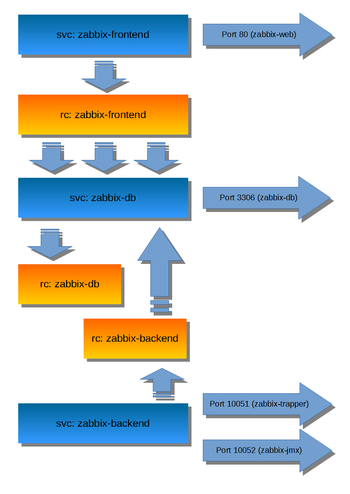 svc: zabbix-frontend
Port 80 (zabbix-web)
rc: zabbix-frontend
svc: zabbix-db
Port 3306 (zabbix-db)
rc: zabbix-db
rc: zabbix-backend
Port 10051 (zabbix-trapper)
svc: zabbix-backend
Port 10052 (zabbix-jmx)